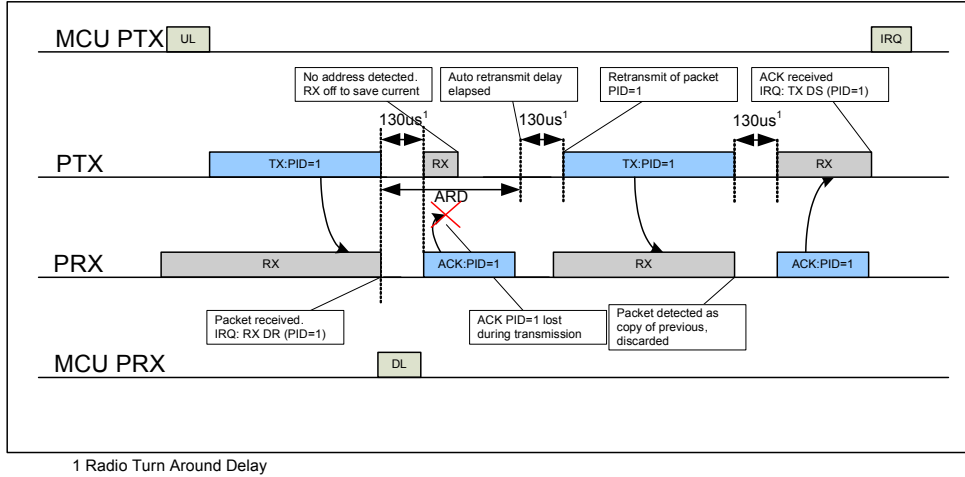 MCU PTX
UL
IRQ
No address detected.
RX off to save current
Auto retransmit delay
elapsed
Retransmit of packet
PID=1
ACK received
IRQ: TX DS (PID=1)
130us1
130us1
130us1
PTX
TX:PID=1
RX
TX:PID=1
RX
ARD
PRX
RX
ACK:PID=1
RX
ACK:PID=1
Packet received.
IRQ: RX DR (PID=1)
ACK PID=1 lost
during transmission
Packet detected as
copy of previous,
discarded
MCU PRX
DL
1 Radio Turn Around Delay